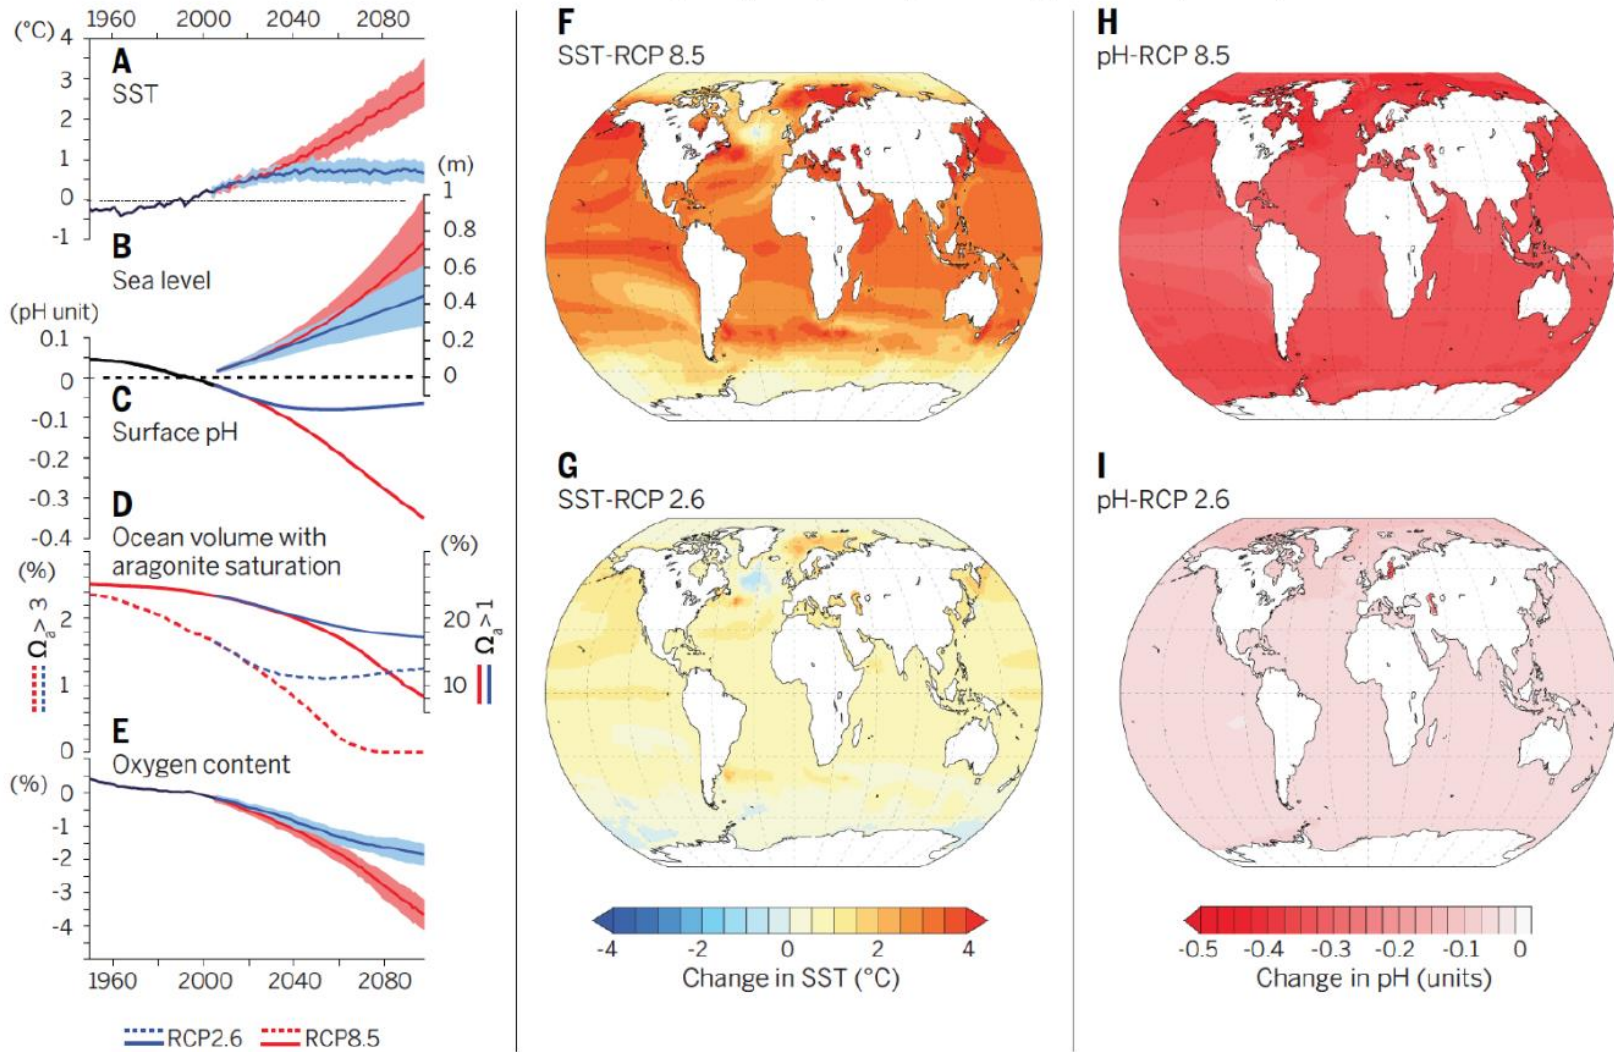 1960 2000 2040 2080
(°C)
4
3
2
1
0
-1
A
SST
(m)
1
0.8
0.6
0.4
0.2
0
B
Sea level
(pH unit)
0.1
0
-0.1
-0.2
-0.3
-0.4
C
Surface pH
D
Ocean volume with
aragonite saturation
(%)
2
1
0
Ωa> 3
(%)
20
10
Ωa>1
E
Oxygen content
(%)
0
-1
-2
-3
-4
1960 2000 2040 2080
RCP2.6 RCP8.5
F
SST-RCP 8.5
G
SST-RCP 2.6
-4 -2 0 2 4
Change in SST (°C)
H
pH-RCP 8.5
I
pH-RCP 2.6
-0.5 -0.4 -0.3 -0.2 -0.1 0
Change in pH (units)